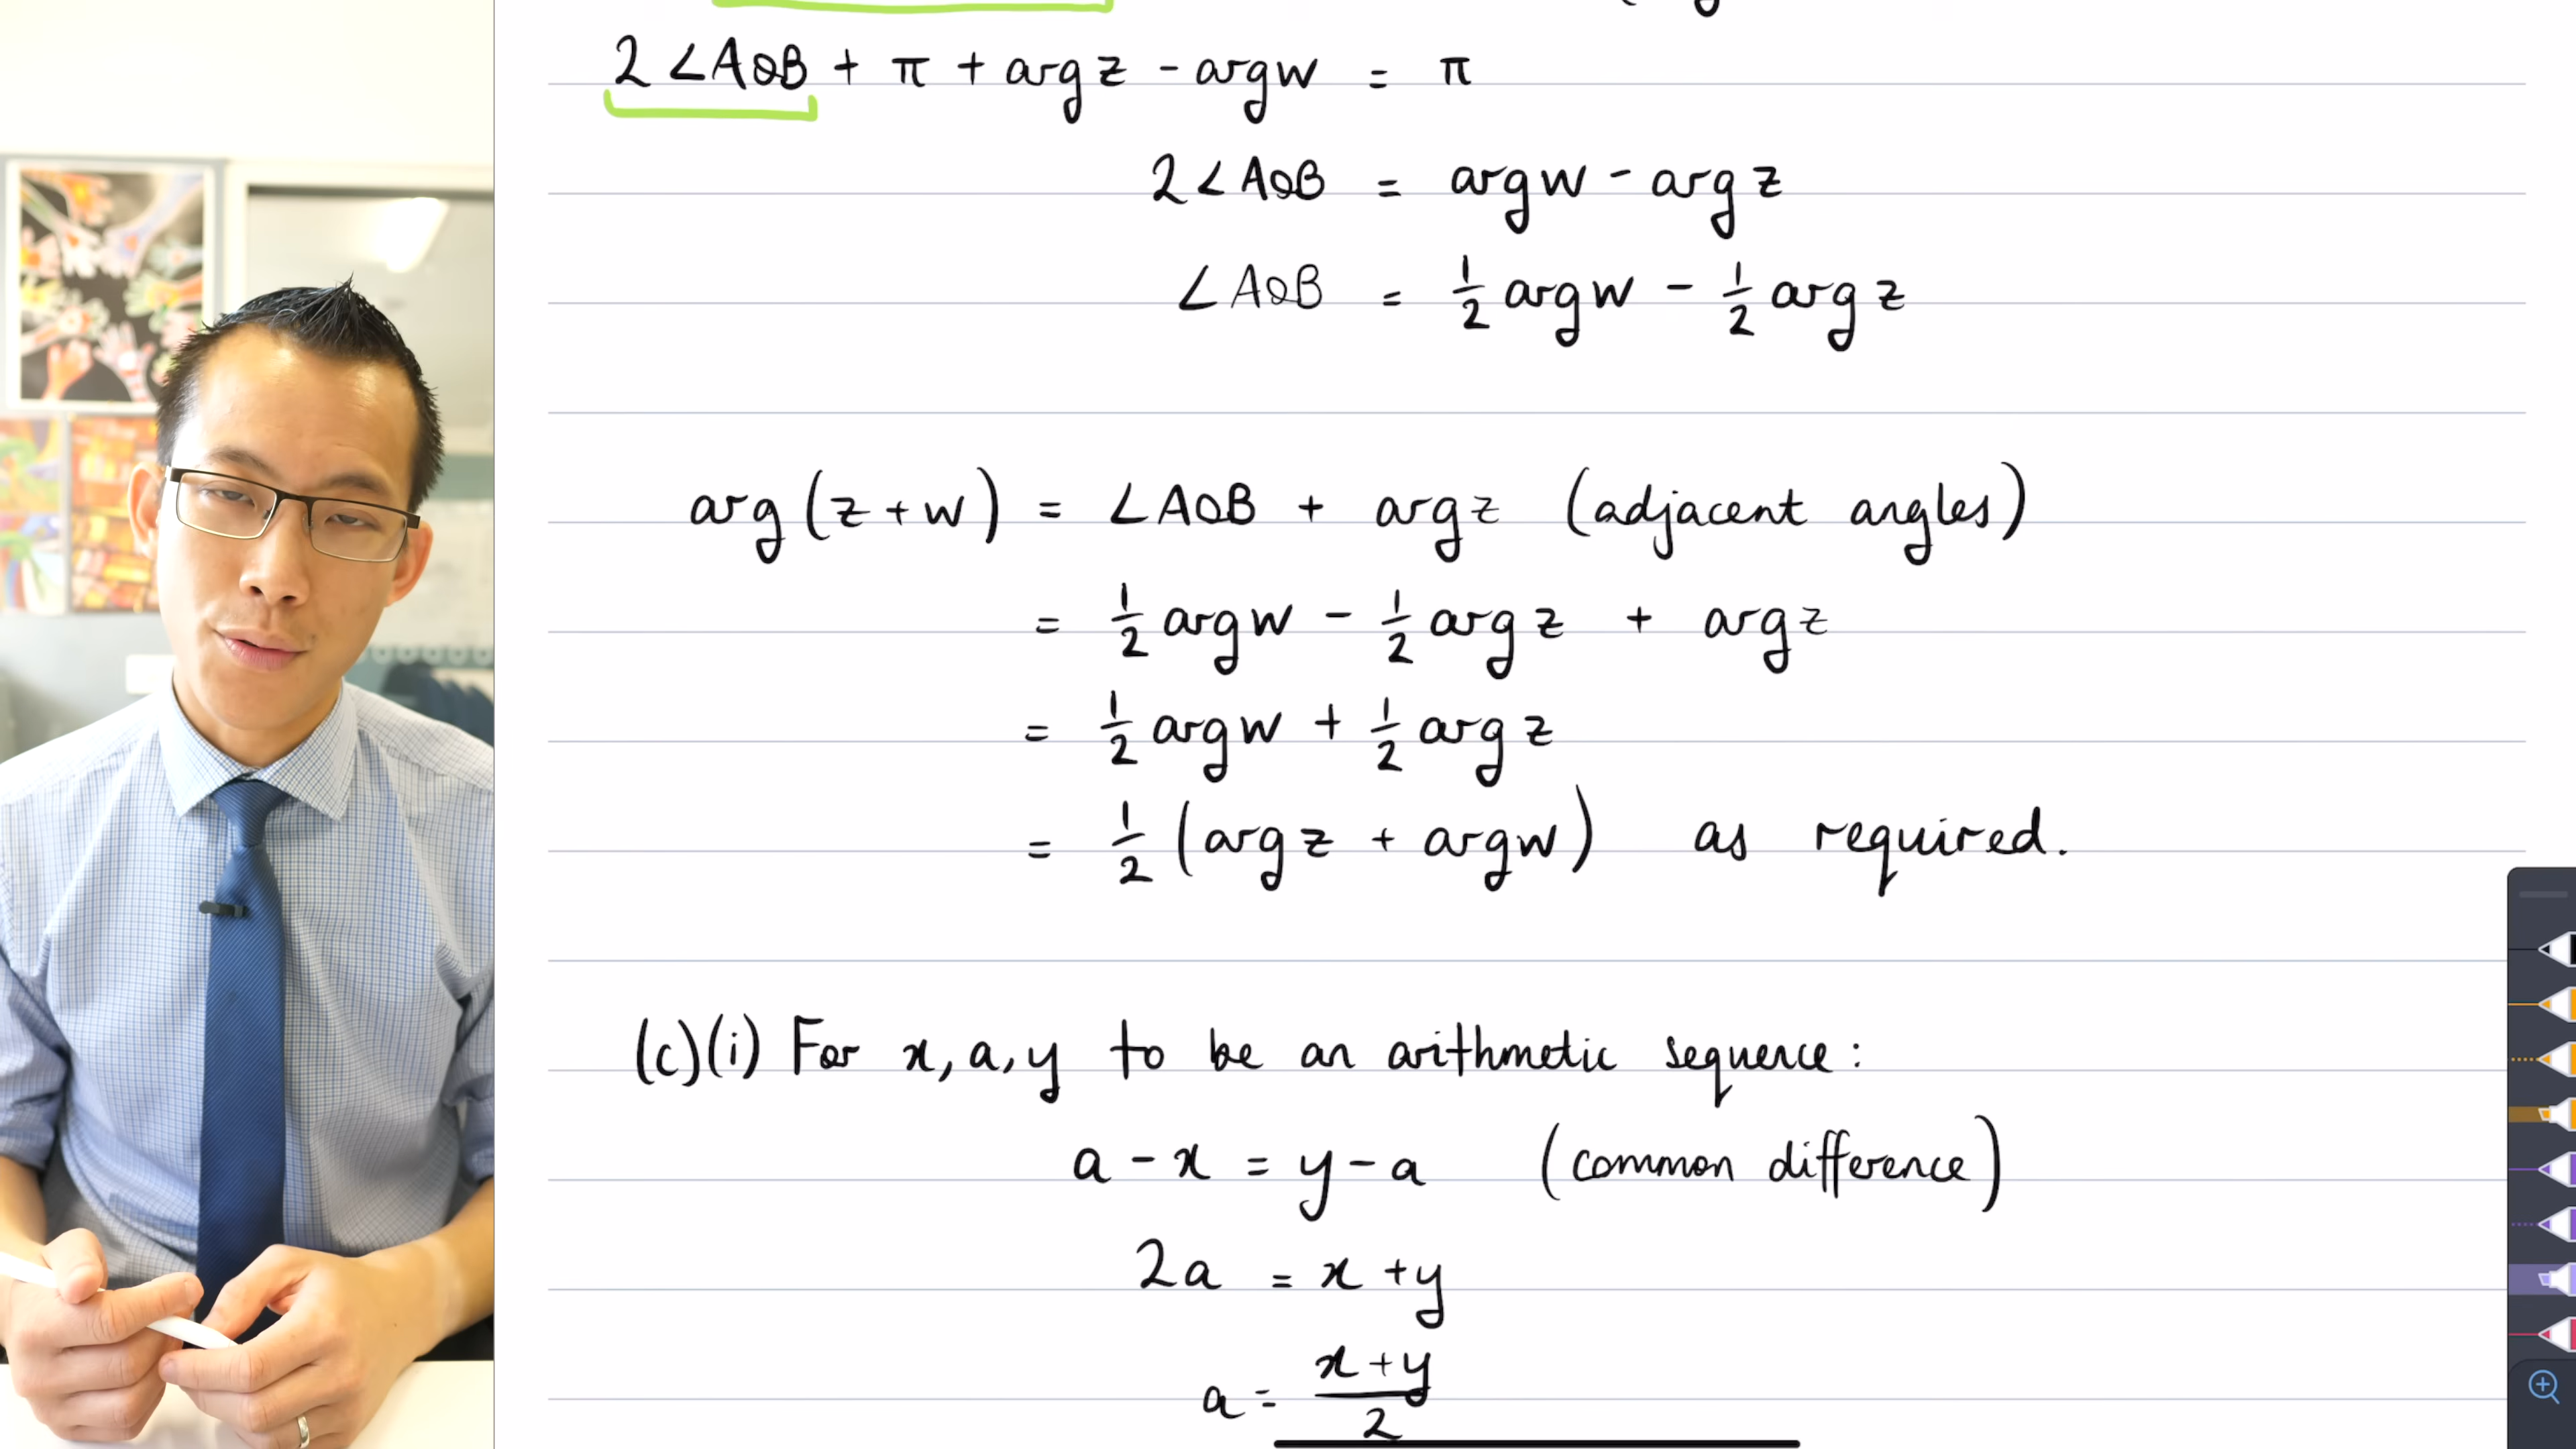 2 ∠AOB + π + arg z - arg w = π
2 ∠AOB = arg w - arg z
∠AOB = 1/2 arg w - 1/2 arg z
arg (z + w) = ∠AOB + arg z (adjacent angles)
= 1/2 arg w - 1/2 arg z + arg z
= 1/2 arg w + 1/2 arg z
= 1/2 (arg z + arg w) as required.
(c)(i) For x, a, y to be an arithmetic sequence:
a - x = y - a (common difference)
2a = x + y
a = x + y / 2